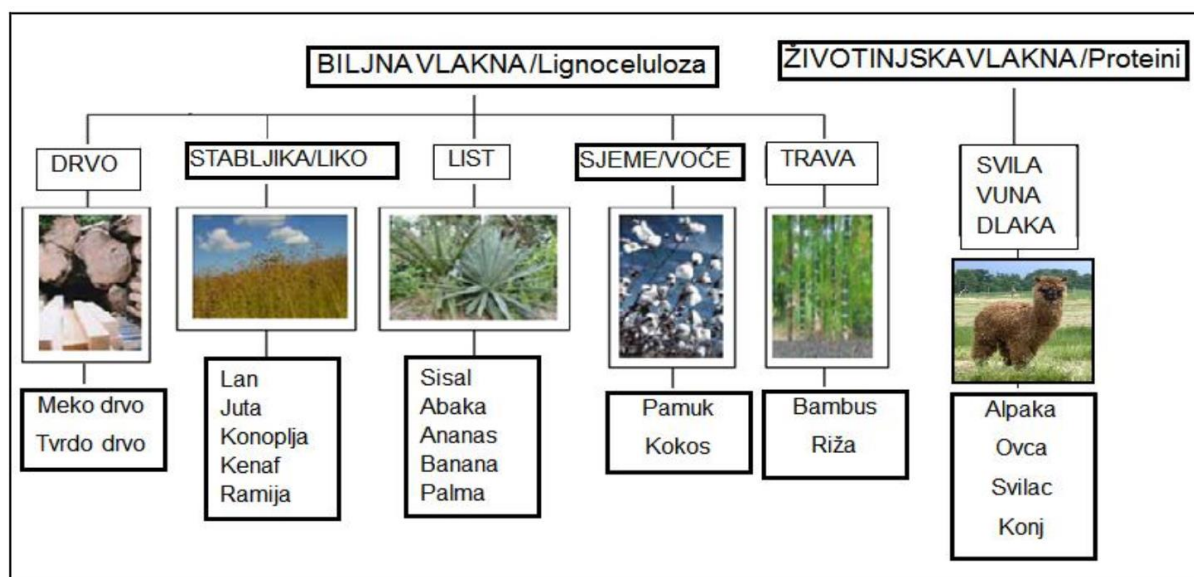 BILJNA VLAKNA/Lignoceluloza
ŽIVOTINJSKA VLAKNA/Proteini
DRVO
STABLJIKA/LIKO
LIST
SJEME/VOĆE
TRAVA
SVILA
VUNA
DLAKA
Meko drvo
Tvrdo drvo
Lan
Juta
Konoplja
Kenaf
Ramija
Sisal
Abaka
Ananas
Banana
Palma
Pamuk
Kokos
Bambus
Riža
Alpaka
Ovca
Svilac
Konj